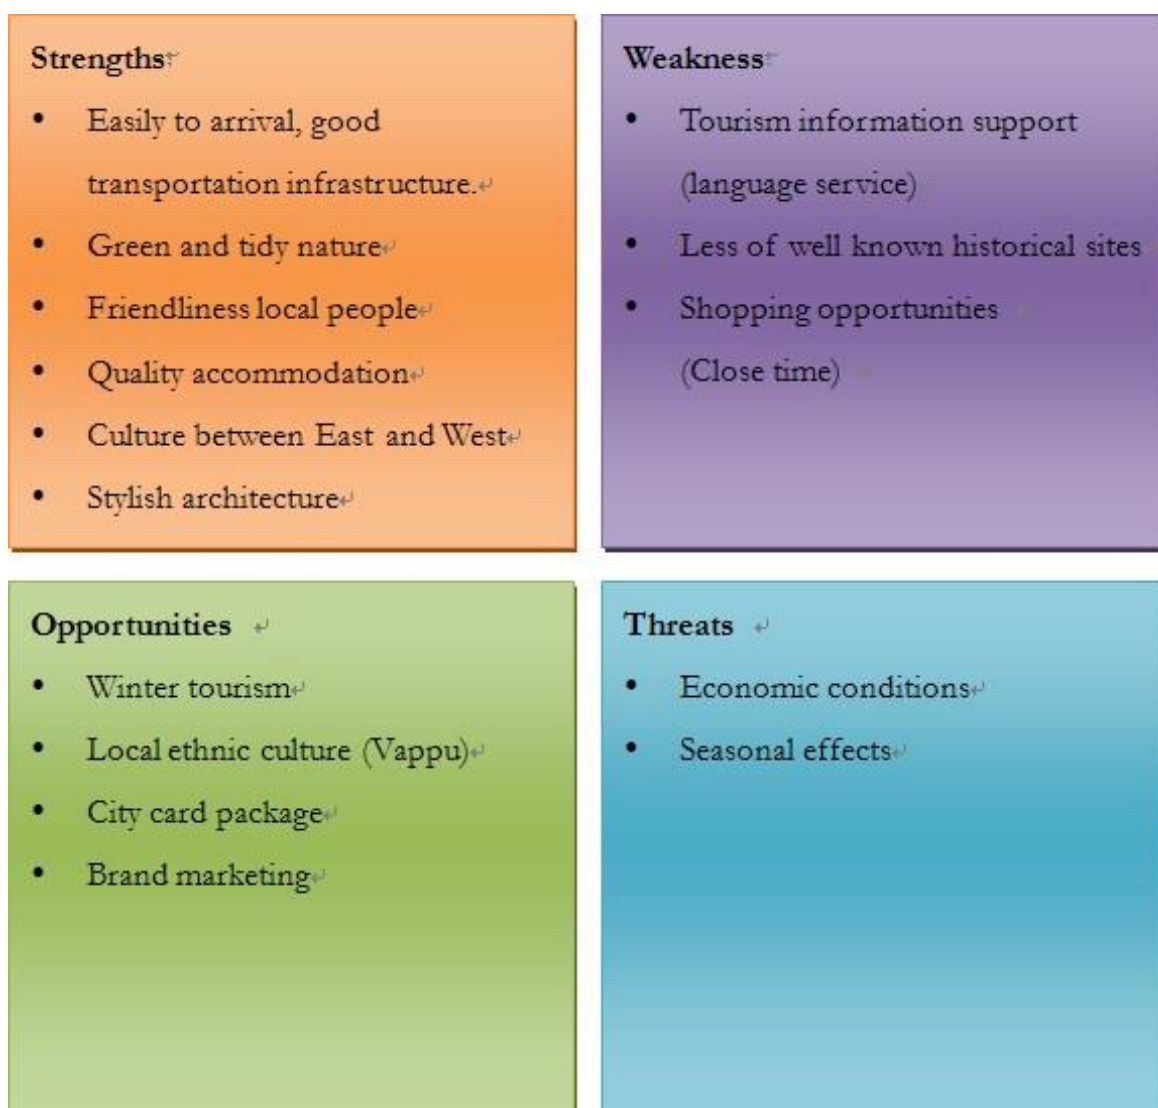 Strengths
• Easily to arrival, good
transportation infrastructure.
• Green and tidy nature
• Friendliness local people
• Quality accommodation
• Culture between East and West
• Stylish architecture
Weakness
• Tourism information support
(language service)
• Less of well known historical sites
• Shopping opportunities
(Close time)
Opportunities
• Winter tourism
• Local ethnic culture (Vappu)
• City card package
• Brand marketing
Threats
• Economic conditions
• Seasonal effects